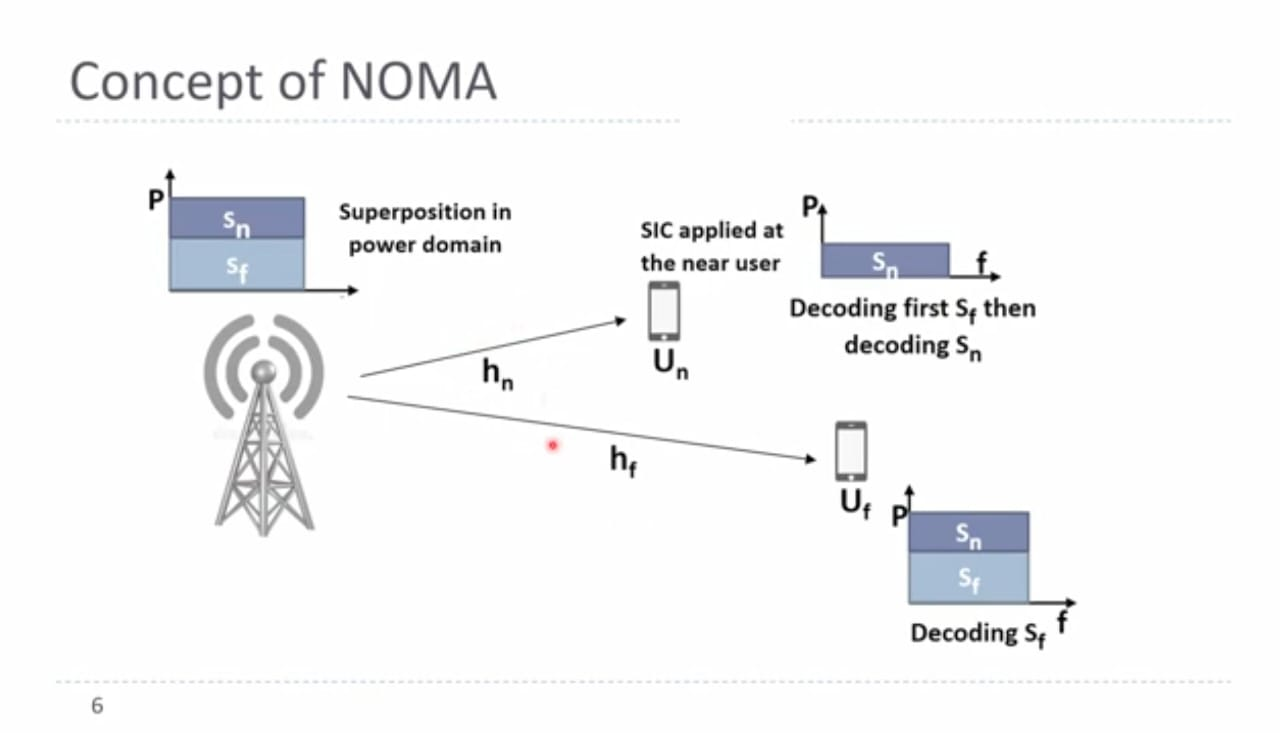 Concept of NOMA
P
Sn
Sf
Superposition in
power domain
SIC applied at
the near user
P
Sn
f
Decoding first Sf then
decoding Sn
Un
hn
hf
Uf
P
Sn
Sf
f
Decoding Sf
6